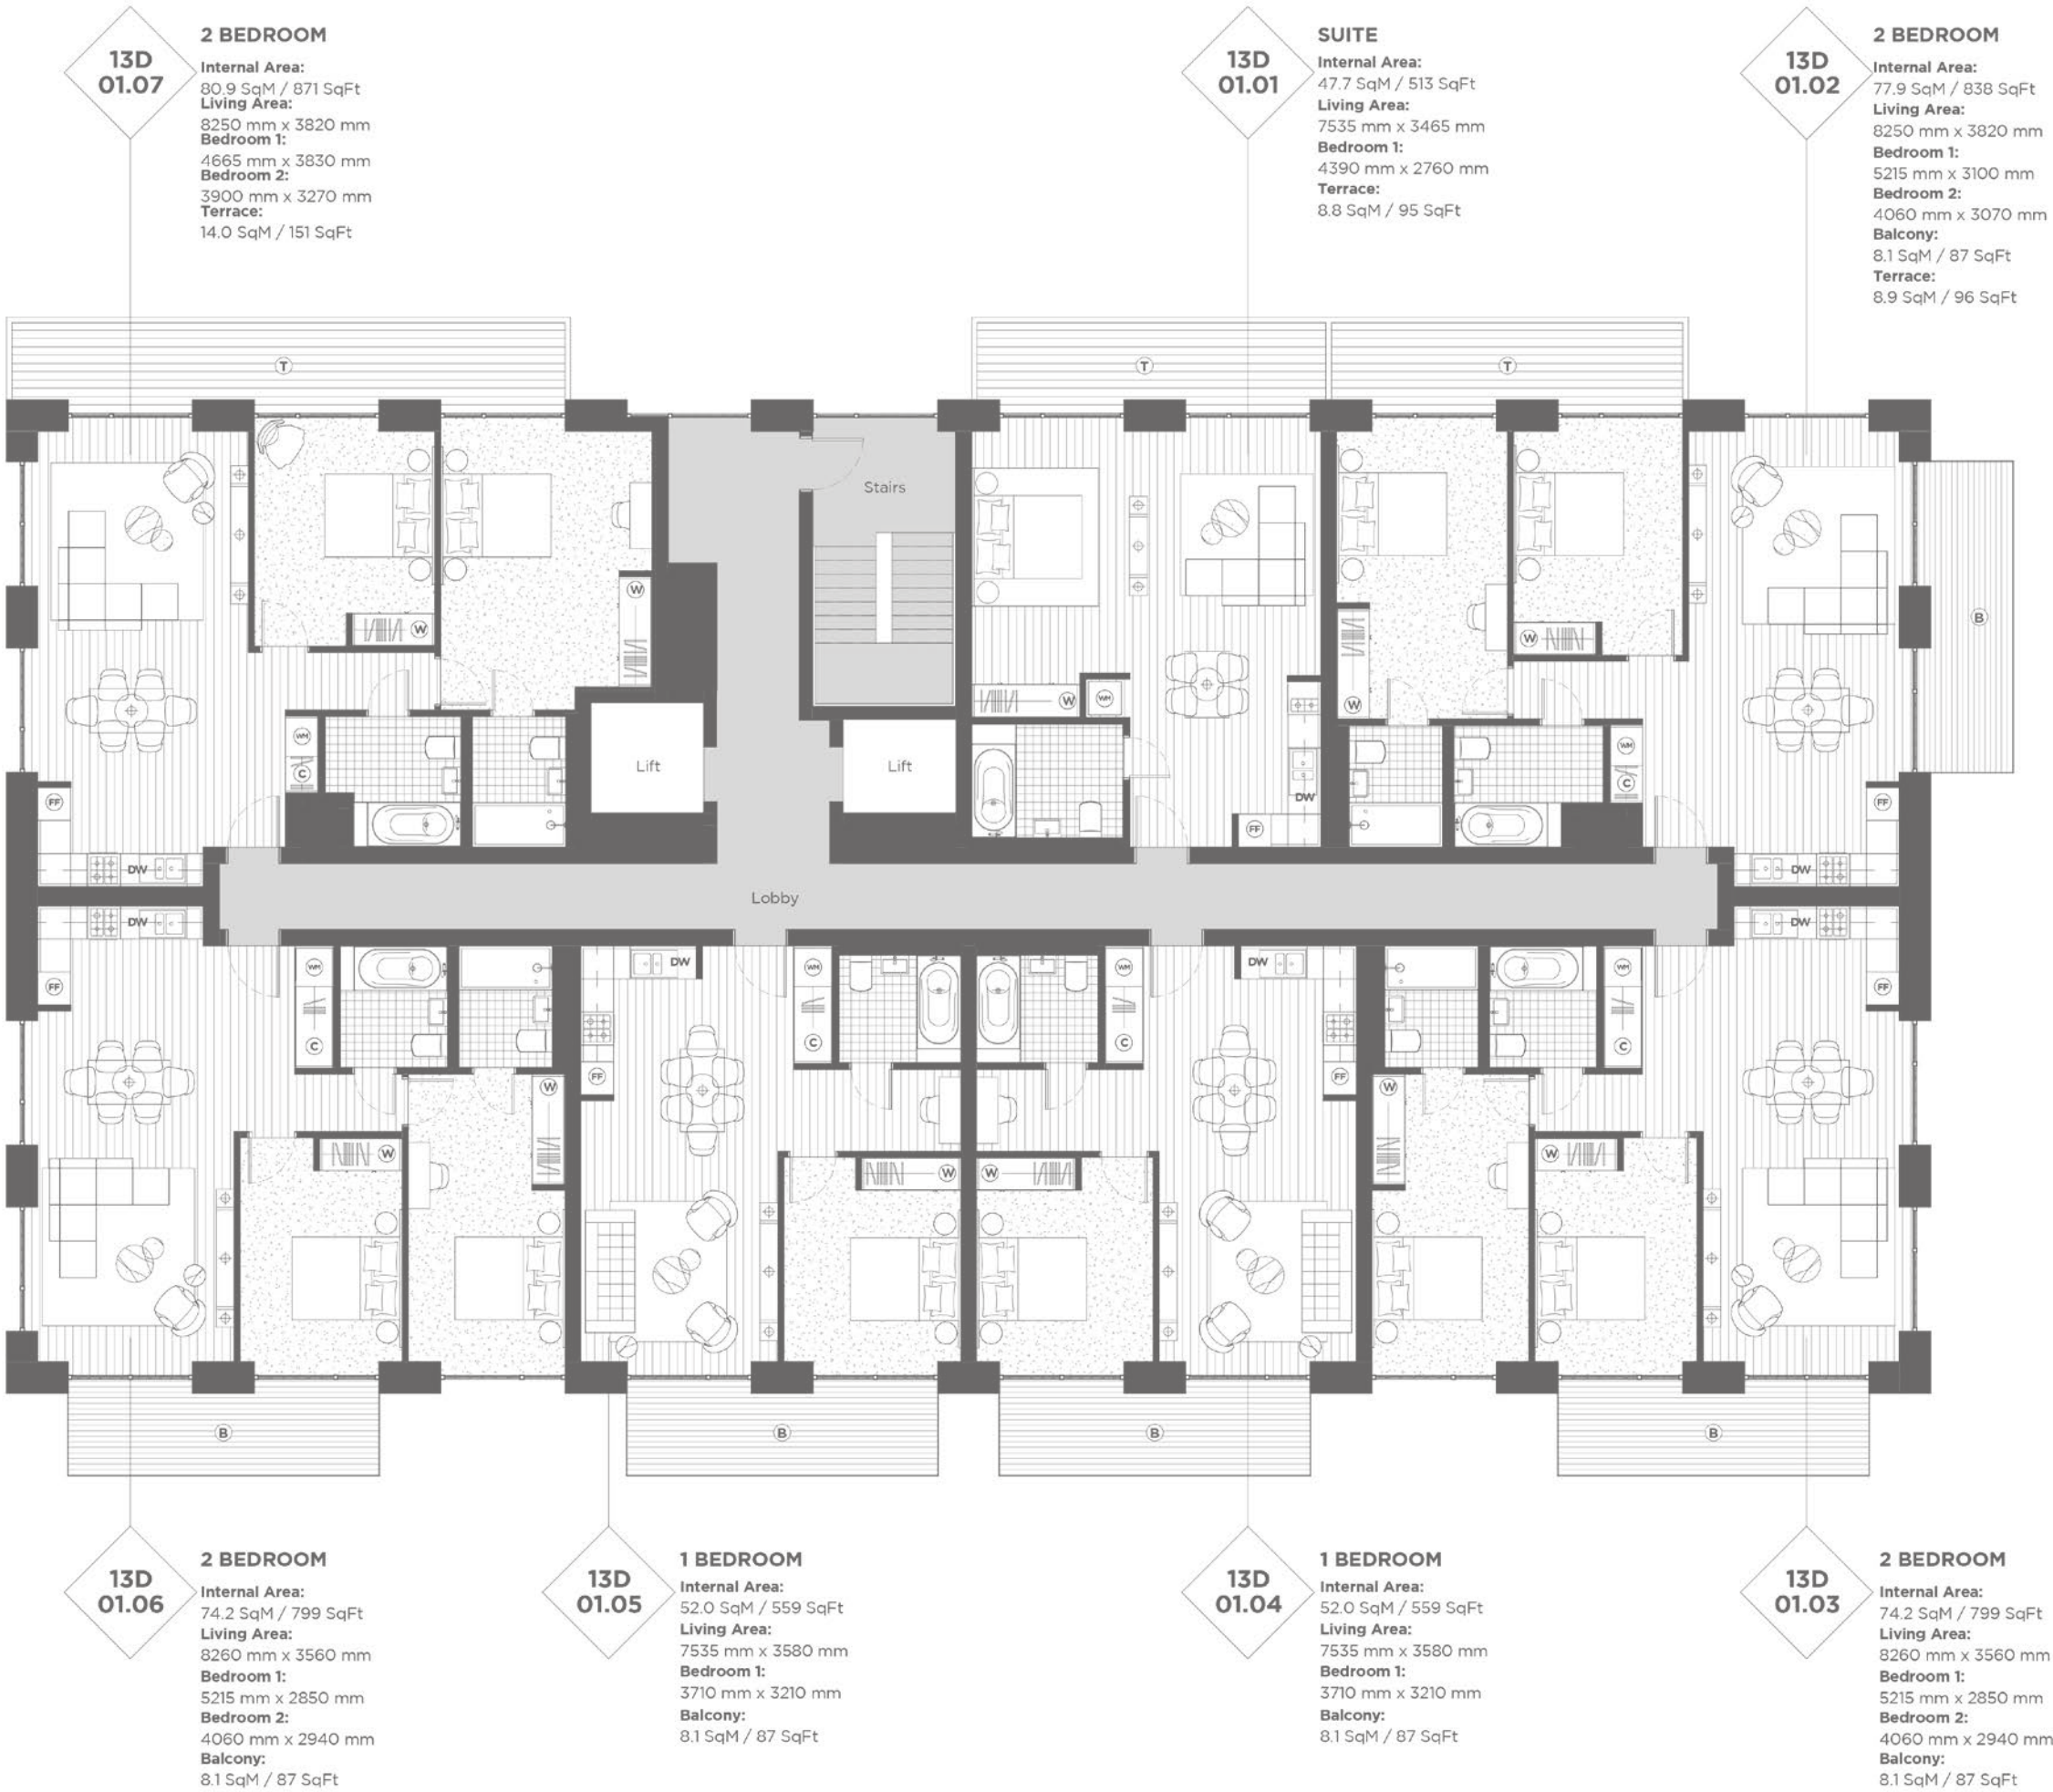 13D
01.07
2 BEDROOM
Internal Area:
80.9 SqM / 871 SqFt
Living Area:
8250 mm x 3820 mm
Bedroom 1:
4665 mm x 3830 mm
Bedroom 2:
3900 mm x 3270 mm
Terrace:
14.0 SqM / 151 SqFt
13D
01.01
SUITE
Internal Area:
47.7 SqM / 513 SqFt
Living Area:
7535 mm x 3465 mm
Bedroom 1:
4390 mm x 2760 mm
Terrace:
8.8 SqM / 95 SqFt
13D
01.02
2 BEDROOM
Internal Area:
77.9 SqM / 838 SqFt
Living Area:
8250 mm x 3820 mm
Bedroom 1:
5215 mm x 3100 mm
Bedroom 2:
4060 mm x 3070 mm
Balcony:
8.1 SqM / 87 SqFt
Terrace:
8.9 SqM / 96 SqFt
T
T
T
Stairs
W
W
B
W
W
W
WM
W
WM
C
Lift
Lift
WM
C
DW
FF
FF
FF
DW
DW
Lobby
DW
DW
FF
WM
C
DW
FF
WM
C
WM
C
DW
FF
WM
C
FF
W
W
W
W
W
W
B
B
B
B
13D
01.06
2 BEDROOM
Internal Area:
74.2 SqM / 799 SqFt
Living Area:
8260 mm x 3560 mm
Bedroom 1:
5215 mm x 2850 mm
Bedroom 2:
4060 mm x 2940 mm
Balcony:
8.1 SqM / 87 SqFt
13D
01.05
1 BEDROOM
Internal Area:
52.0 SqM / 559 SqFt
Living Area:
7535 mm x 3580 mm
Bedroom 1:
3710 mm x 3210 mm
Balcony:
8.1 SqM / 87 SqFt
13D
01.04
1 BEDROOM
Internal Area:
52.0 SqM / 559 SqFt
Living Area:
7535 mm x 3580 mm
Bedroom 1:
3710 mm x 3210 mm
Balcony:
8.1 SqM / 87 SqFt
13D
01.03
2 BEDROOM
Internal Area:
74.2 SqM / 799 SqFt
Living Area:
8260 mm x 3560 mm
Bedroom 1:
5215 mm x 2850 mm
Bedroom 2:
4060 mm x 2940 mm
Balcony:
8.1 SqM / 87 SqFt